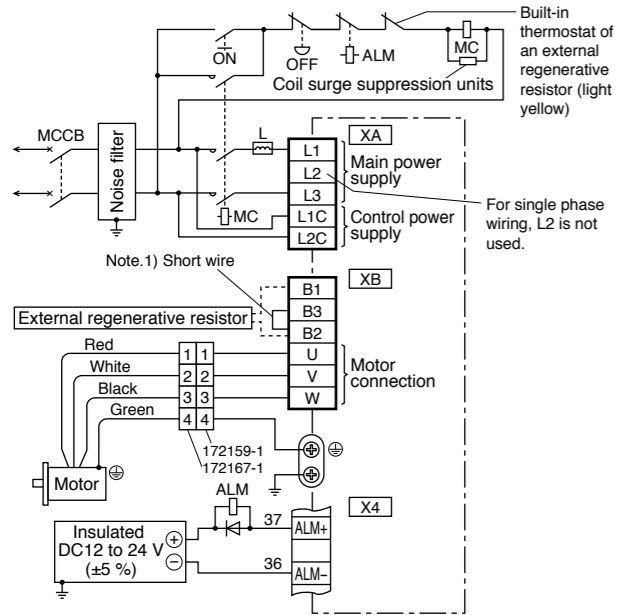 Built-in
thermostat of
an external
regenerative
resistor (light
yellow)
ON
OFF
ALM
MC
Coil surge suppression units
MCCB
Noise filter
L
MC
XA
L1
L2
L3
L1C
L2C
Main power
supply
Control power
supply
For single phase
wiring, L2 is not
used.
Note.1) Short wire
XB
B1
B3
B2
U
V
W
External regenerative resistor
Motor
connection
Red
White
Black
Green
1 1
2 2
3 3
4 4
172159-1
172167-1
Motor
ALM
X4
Insulated
DC12 to 24 V
(±5 %)
+
−
37
ALM+
36
ALM−